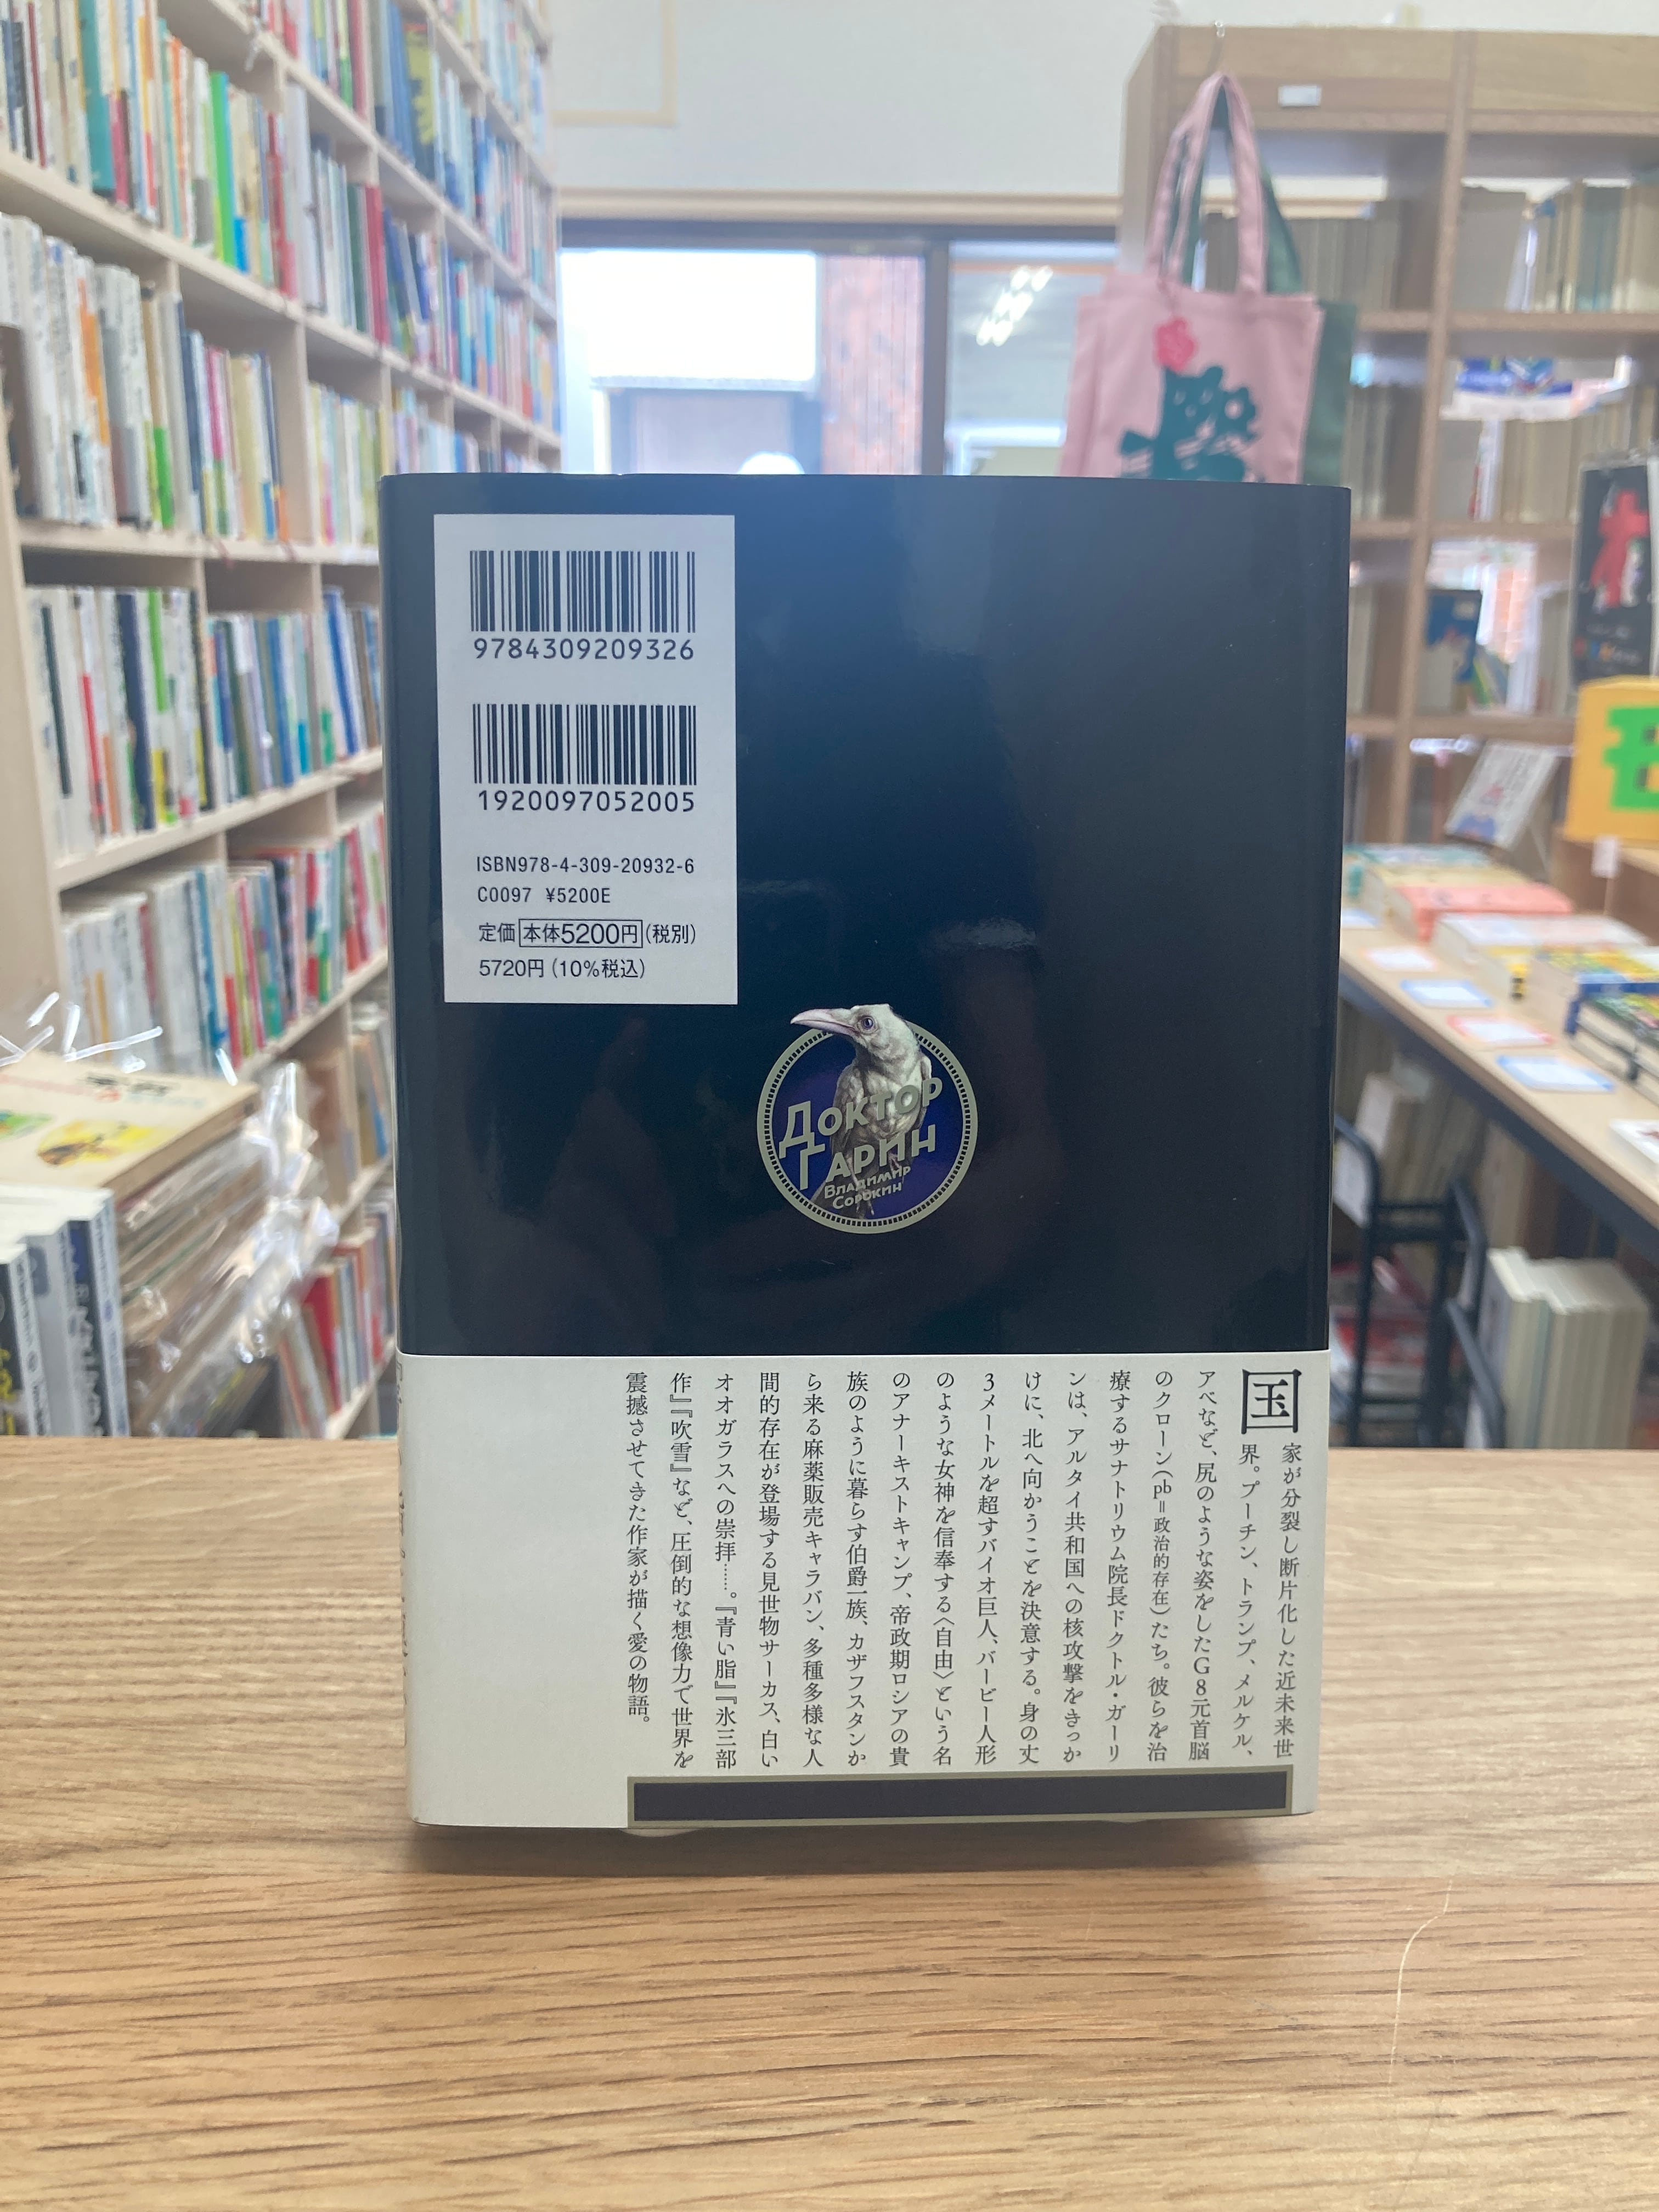 9784309209326
1920097052005
ISBN978-4-309-20932-6
C0097 ¥5200E
定価 本体5200円(税別)
5720円(10%税込)
ДОКТОР
ГАРИН
ВЛАДИМИР
СОРОКИН
国家が分裂し断片化した近未来世
界。プーチン、トランプ、メルケル、
アベなど、尻のような姿をしたG8元首脳
のクローン(pb=政治的存在)たち。彼らを治
療するサナトリウム院長ドクトル・ガーリ
ンは、アルタイ共和国への核攻撃をきっか
けに、北へ向かうことを決意する。身の丈
3メートルを超すバイオ巨人、バービー人形
のような女神を信奉する〈自由〉という名
のアナーキストキャンプ、帝政期ロシアの貴
族のように暮らす伯爵一族、カザフスタンか
ら来る麻薬販売キャラバン、多種多様な人
間的存在が登場する見世物サーカス、白い
オオガラスへの崇拝……。『青い脂』『氷三部
作』『吹雪』など、圧倒的な想像力で世界を
震撼させてきた作家が描く愛の物語。